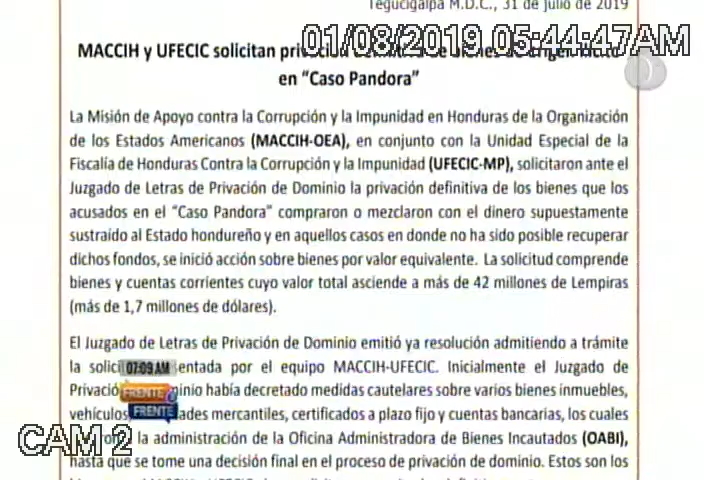 Tegucigalpa M.D.C., 31 de julio de 2019
01/08/2019 05:44:47AM
MACCIH y UFECIC solicitan
en “Caso Pandora”
La Misión de Apoyo contra la Corrupción y la Impunidad en Honduras de la Organización
de los Estados Americanos (MACCIH-OEA), en conjunto con la Unidad Especial de la
Fiscalía de Honduras Contra la Corrupción y la Impunidad (UFECIC-MP), solicitaron ante el
Juzgado de Letras de Privación de Dominio la privación definitiva de los bienes que los
acusados en el “Caso Pandora” compraron o mezclaron con el dinero supuestamente
sustraído al Estado hondureño y en aquellos casos en donde no ha sido posible recuperar
dichos fondos, se inició acción sobre bienes por valor equivalente. La solicitud comprende
bienes y cuentas corrientes cuyo valor total asciende a más de 42 millones de Lempiras
(más de 1,7 millones de dólares).
El Juzgado de Letras de Privación de Dominio emitió ya resolución admitiendo a trámite
la por el equipo MACCIH-UFECIC. Inicialmente el Juzgado de
07:09 AM
había decretado medidas cautelares sobre varios bienes inmuebles,
FRENTE a
FRENTE
vehículos mercantiles, certificados a plazo fijo y cuentas bancarias, los cuales
CAM 2
la administración de la Oficina Administradora de Bienes Incautados (OABI),
hasta que se tome una decisión final en el proceso de privación de dominio. Estos son los